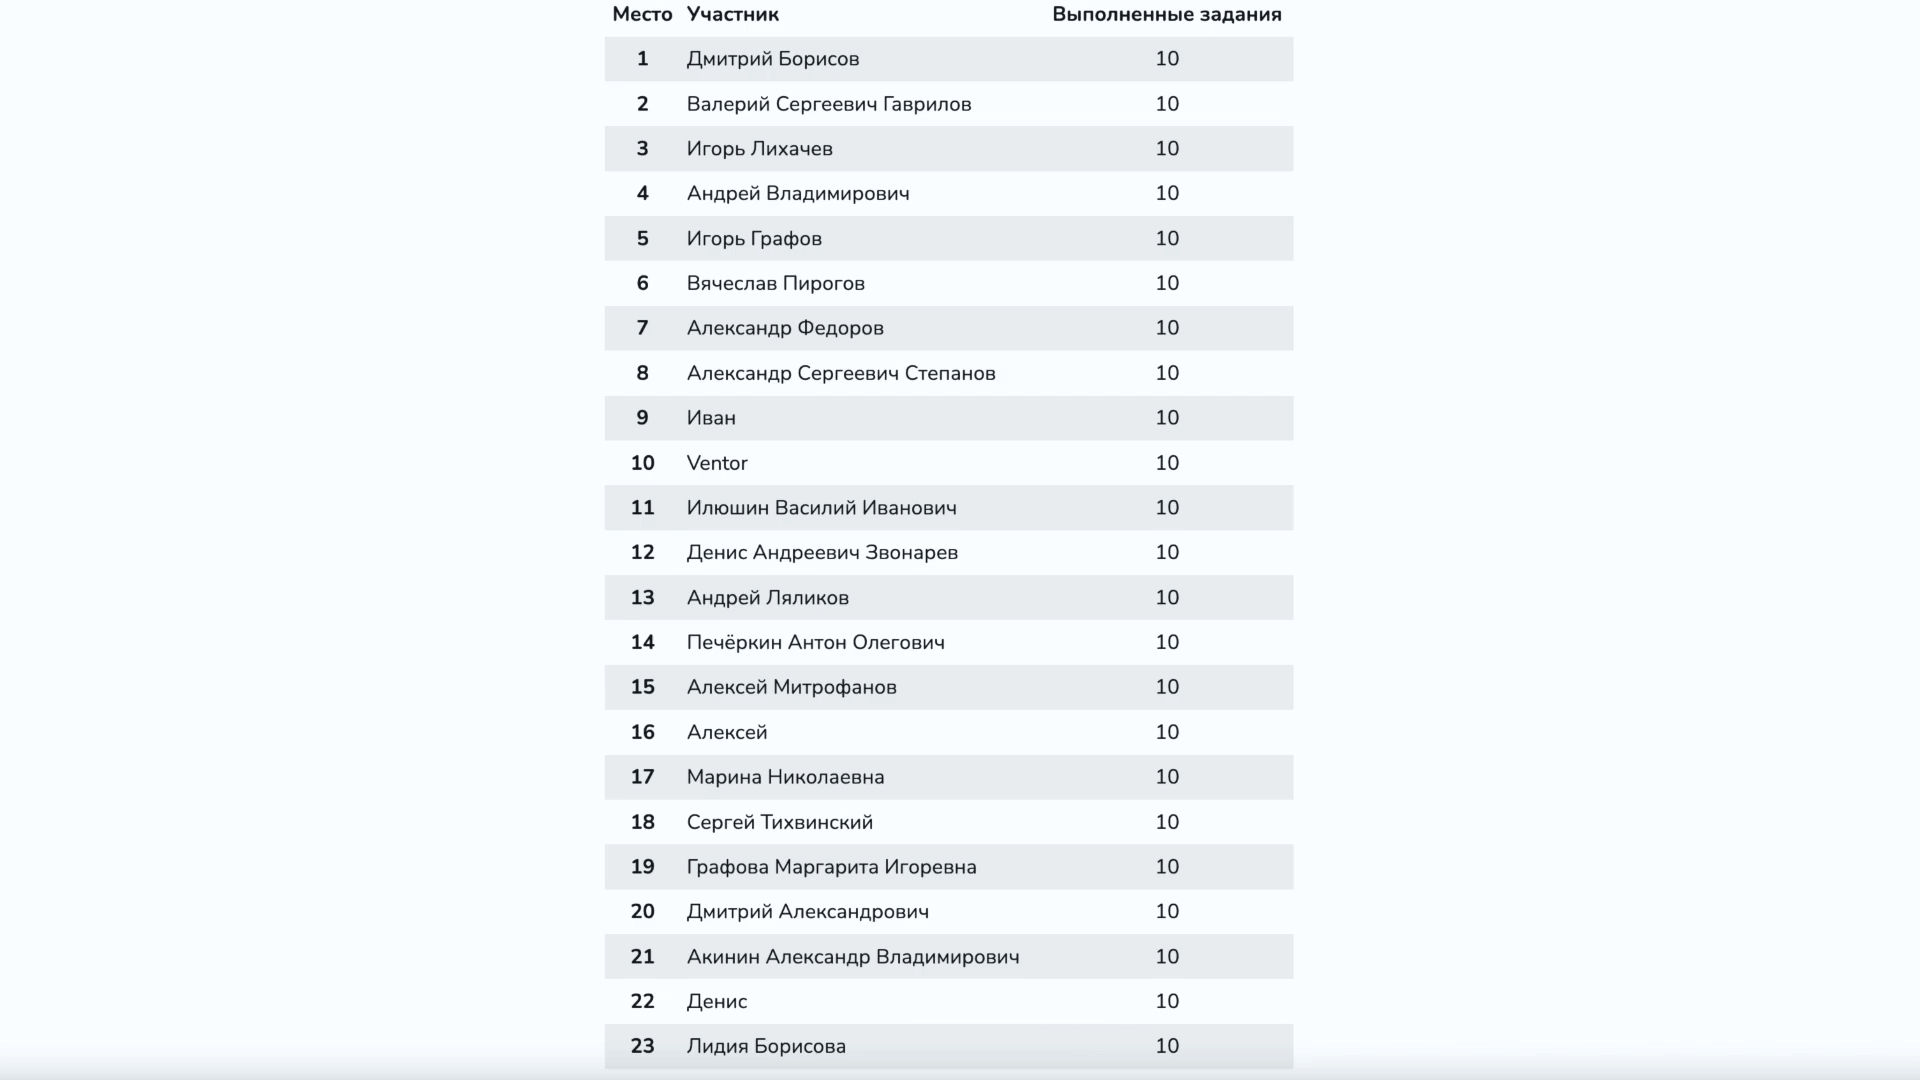 Место Участник Выполненные задания
1 Дмитрий Борисов 10
2 Валерий Сергеевич Гаврилов 10
3 Игорь Лихачев 10
4 Андрей Владимирович 10
5 Игорь Графов 10
6 Вячеслав Пирогов 10
7 Александр Федоров 10
8 Александр Сергеевич Степанов 10
9 Иван 10
10 Ventor 10
11 Илюшин Василий Иванович 10
12 Денис Андреевич Звонарев 10
13 Андрей Ляликов 10
14 Печёркин Антон Олегович 10
15 Алексей Митрофанов 10
16 Алексей 10
17 Марина Николаевна 10
18 Сергей Тихвинский 10
19 Графова Маргарита Игоревна 10
20 Дмитрий Александрович 10
21 Акинин Александр Владимирович 10
22 Денис 10
23 Лидия Борисова 10